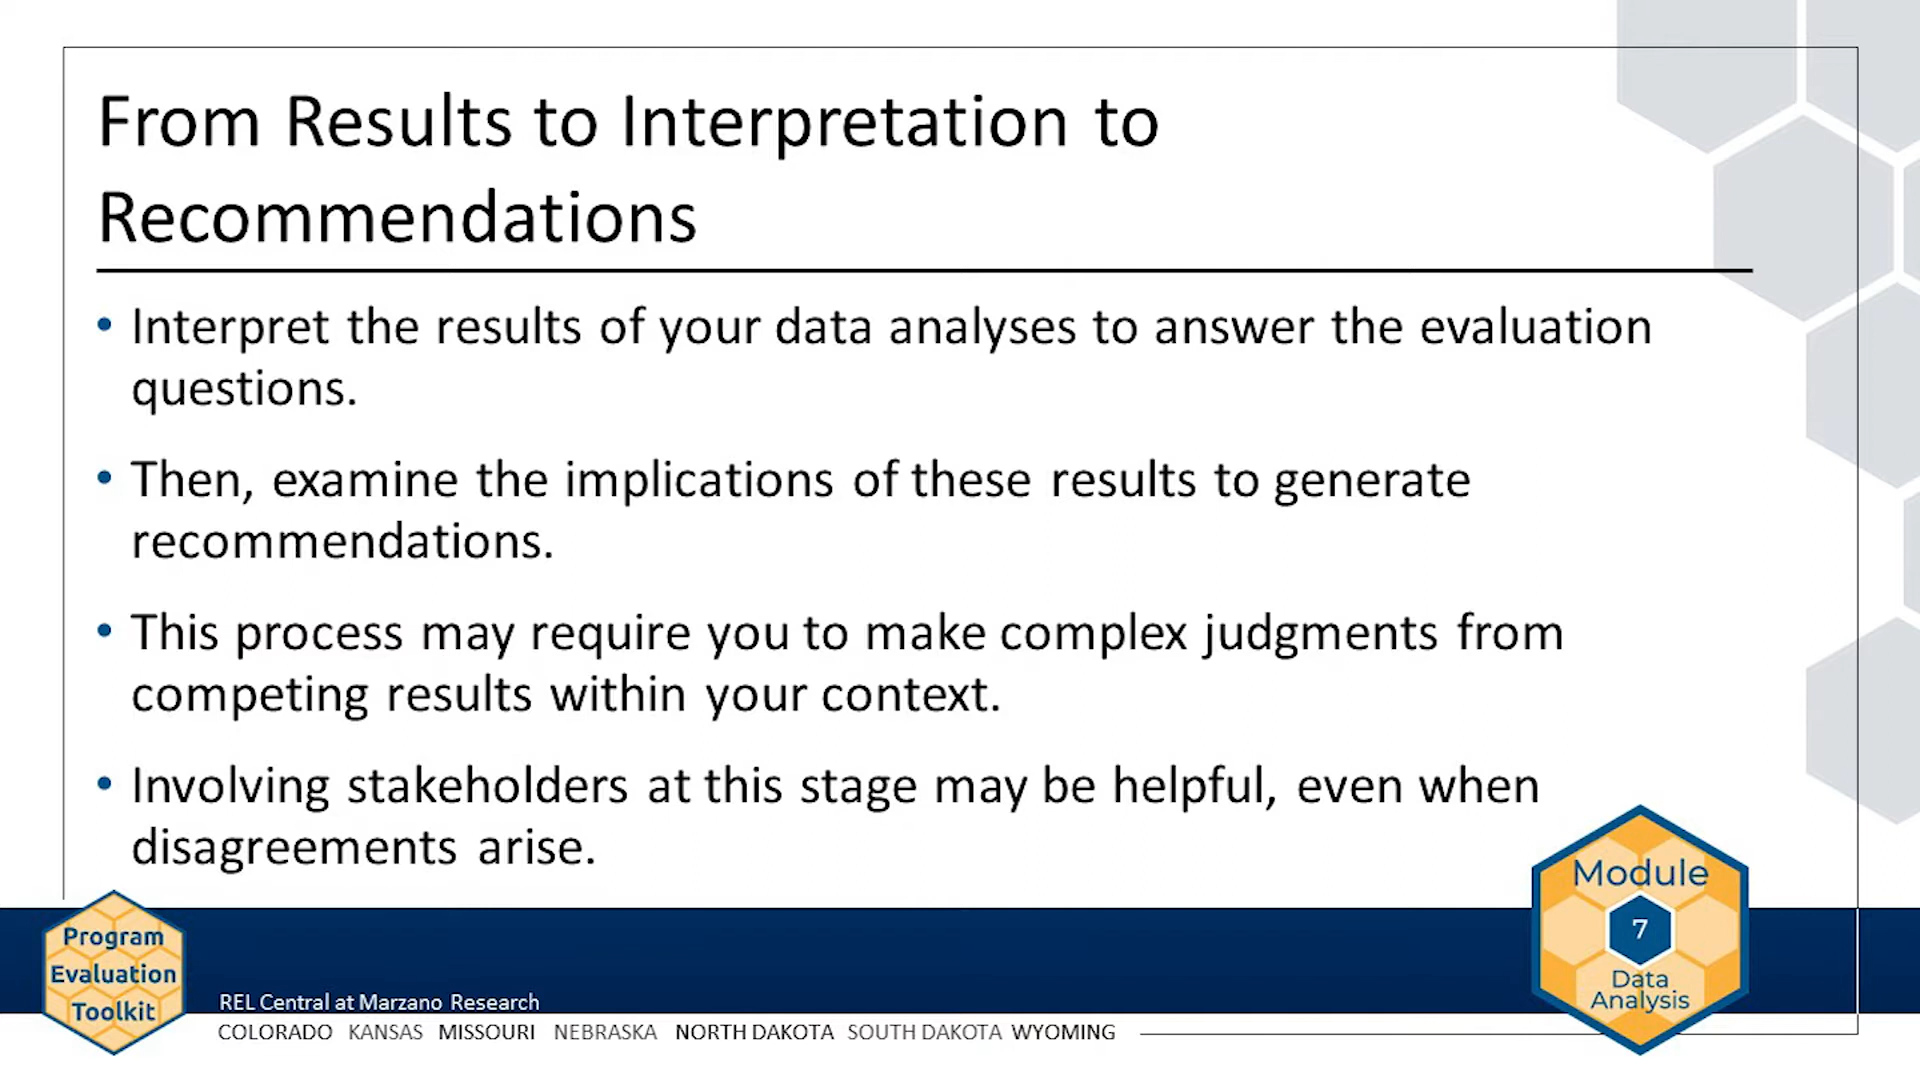 From Results to Interpretation to
Recommendations
• Interpret the results of your data analyses to answer the evaluation
questions.
• Then, examine the implications of these results to generate
recommendations.
• This process may require you to make complex judgments from
competing results within your context.
• Involving stakeholders at this stage may be helpful, even when
disagreements arise.
Module
7
Data
Analysis
Program
Evaluation
Toolkit
REL Central at Marzano Research
COLORADO KANSAS MISSOURI NEBRASKA NORTH DAKOTA SOUTH DAKOTA WYOMING